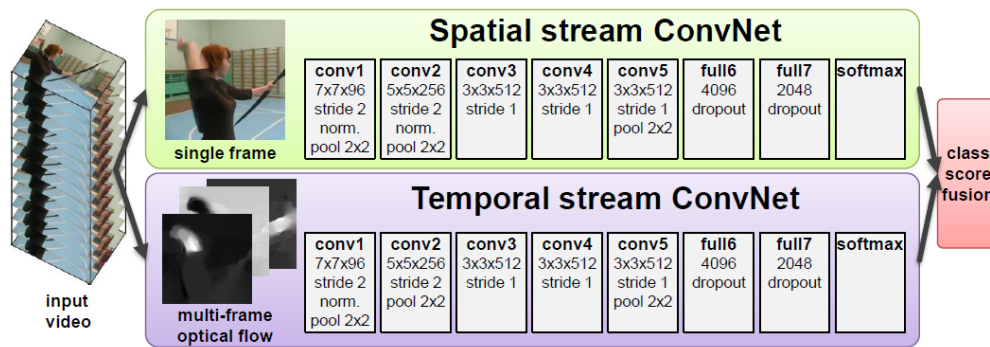 Spatial stream ConvNet
single frame
conv1
7x7x96
stride 2
norm.
pool 2x2
conv2
5x5x256
stride 2
norm.
pool 2x2
conv3
3x3x512
stride 1
conv4
3x3x512
stride 1
conv5
3x3x512
stride 1
pool 2x2
full6
4096
dropout
full7
2048
dropout
softmax
input
video
Temporal stream ConvNet
multi-frame
optical flow
conv1
7x7x96
stride 2
norm.
pool 2x2
conv2
5x5x256
stride 2
pool 2x2
conv3
3x3x512
stride 1
conv4
3x3x512
stride 1
conv5
3x3x512
stride 1
pool 2x2
full6
4096
dropout
full7
2048
dropout
softmax
class
score
fusion